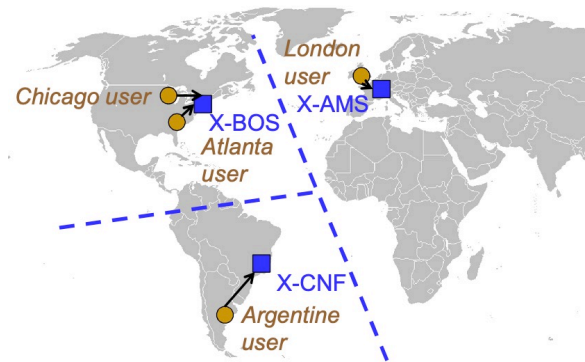 London
user
Chicago user
X-AMS
X-BOS
Atlanta
user
X-CNF
Argentine
user